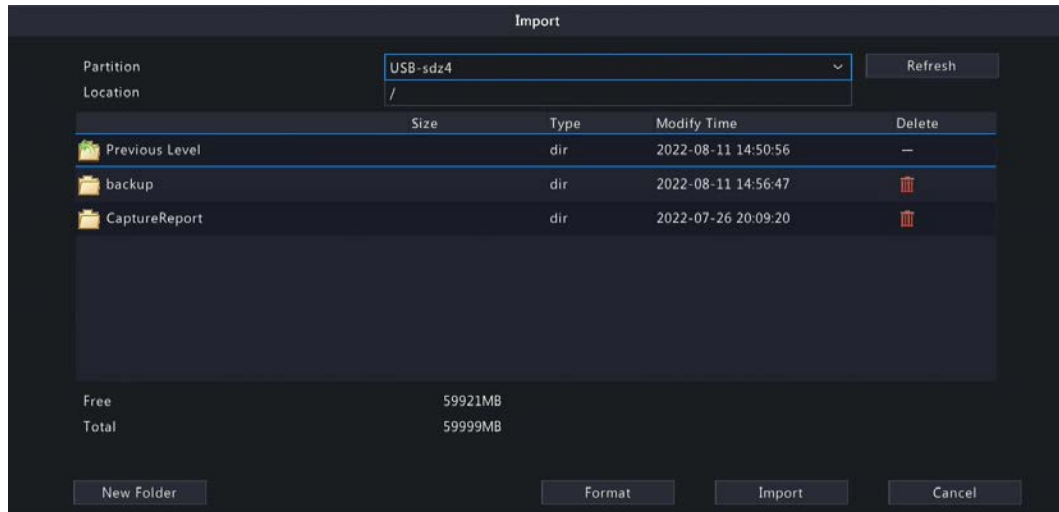 Import
Partition USB-sdz4 Refresh
Location /
Size Type Modify Time Delete
Previous Level dir 2022-08-11 14:50:56 —
backup dir 2022-08-11 14:56:47
CaptureReport dir 2022-07-26 20:09:20
Free 59921MB
Total 59999MB
New Folder Format Import Cancel